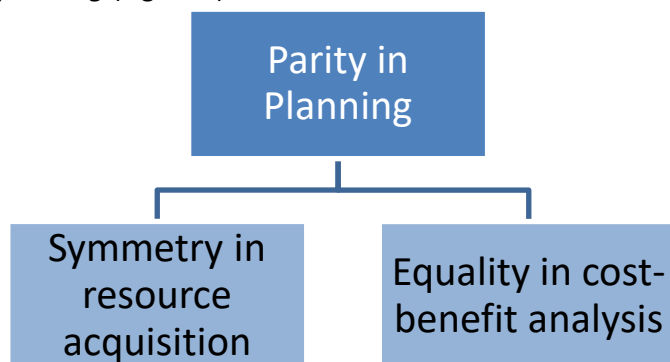 Parity in
Planning
Symmetry in
resource
acquisition
Equality in cost-
benefit analysis